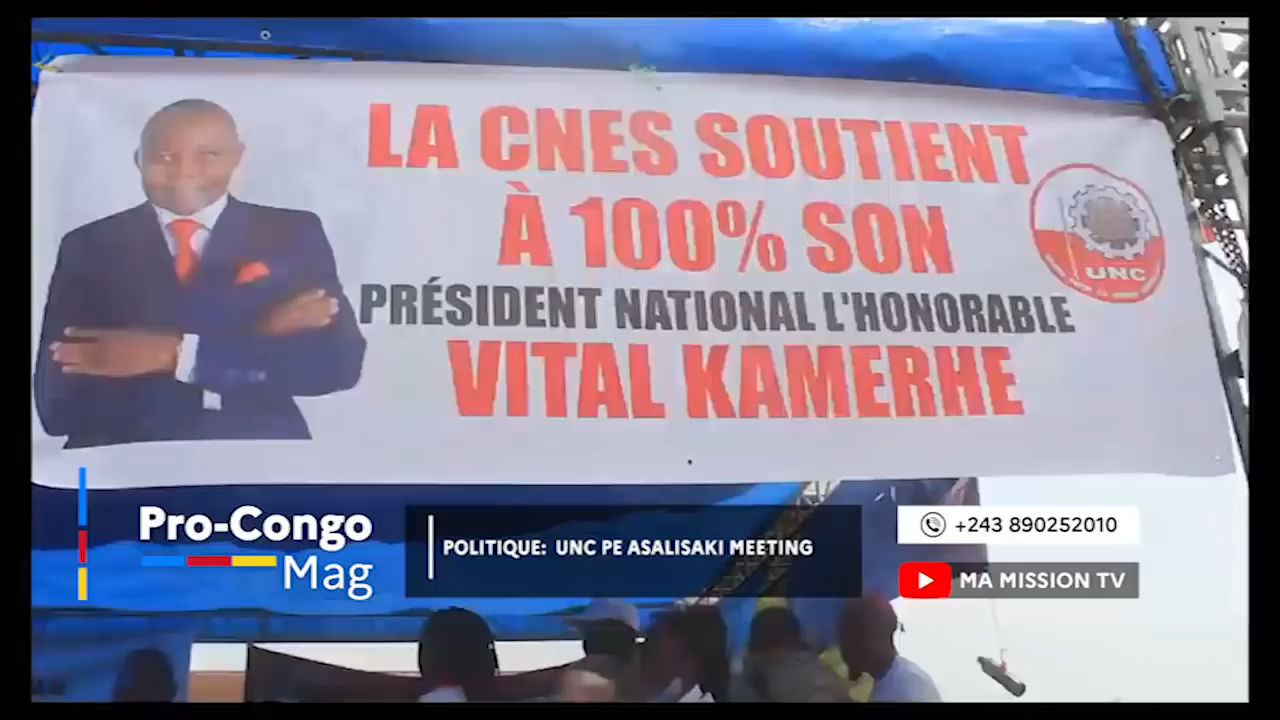 LA CNES SOUTIENT
À 100% SON
PRÉSIDENT NATIONAL L'HONORABLE
VITAL KAMERHE
UNC
Pro-Congo
Mag
POLITIQUE: UNC PE ASALISAKI MEETING
+243 890252010
MA MISSION TV